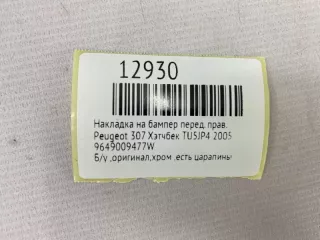 12930
Накладка на бампер перед. прав.
Peugeot 307 Хэтчбек TU5JP4 2005
9649009477W
Б/у ,оригинал,хром ,есть царапины